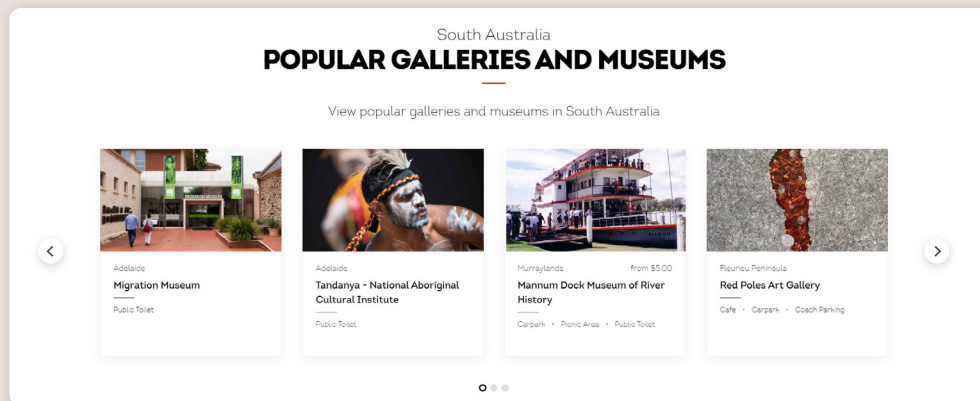 South Australia
POPULAR GALLERIES AND MUSEUMS
View popular galleries and museums in South Australia
Adelaide
Migration Museum
Public Toilet
Adelaide
Tandanya - National Aboriginal
Cultural Institute
Public Toilet
Murraylands from $5.00
Mannum Dock Museum of River
History
Carpark • Picnic Area • Public Toilet
Fleurieu Peninsula
Red Poles Art Gallery
Cafe • Carpark • Coach Parking